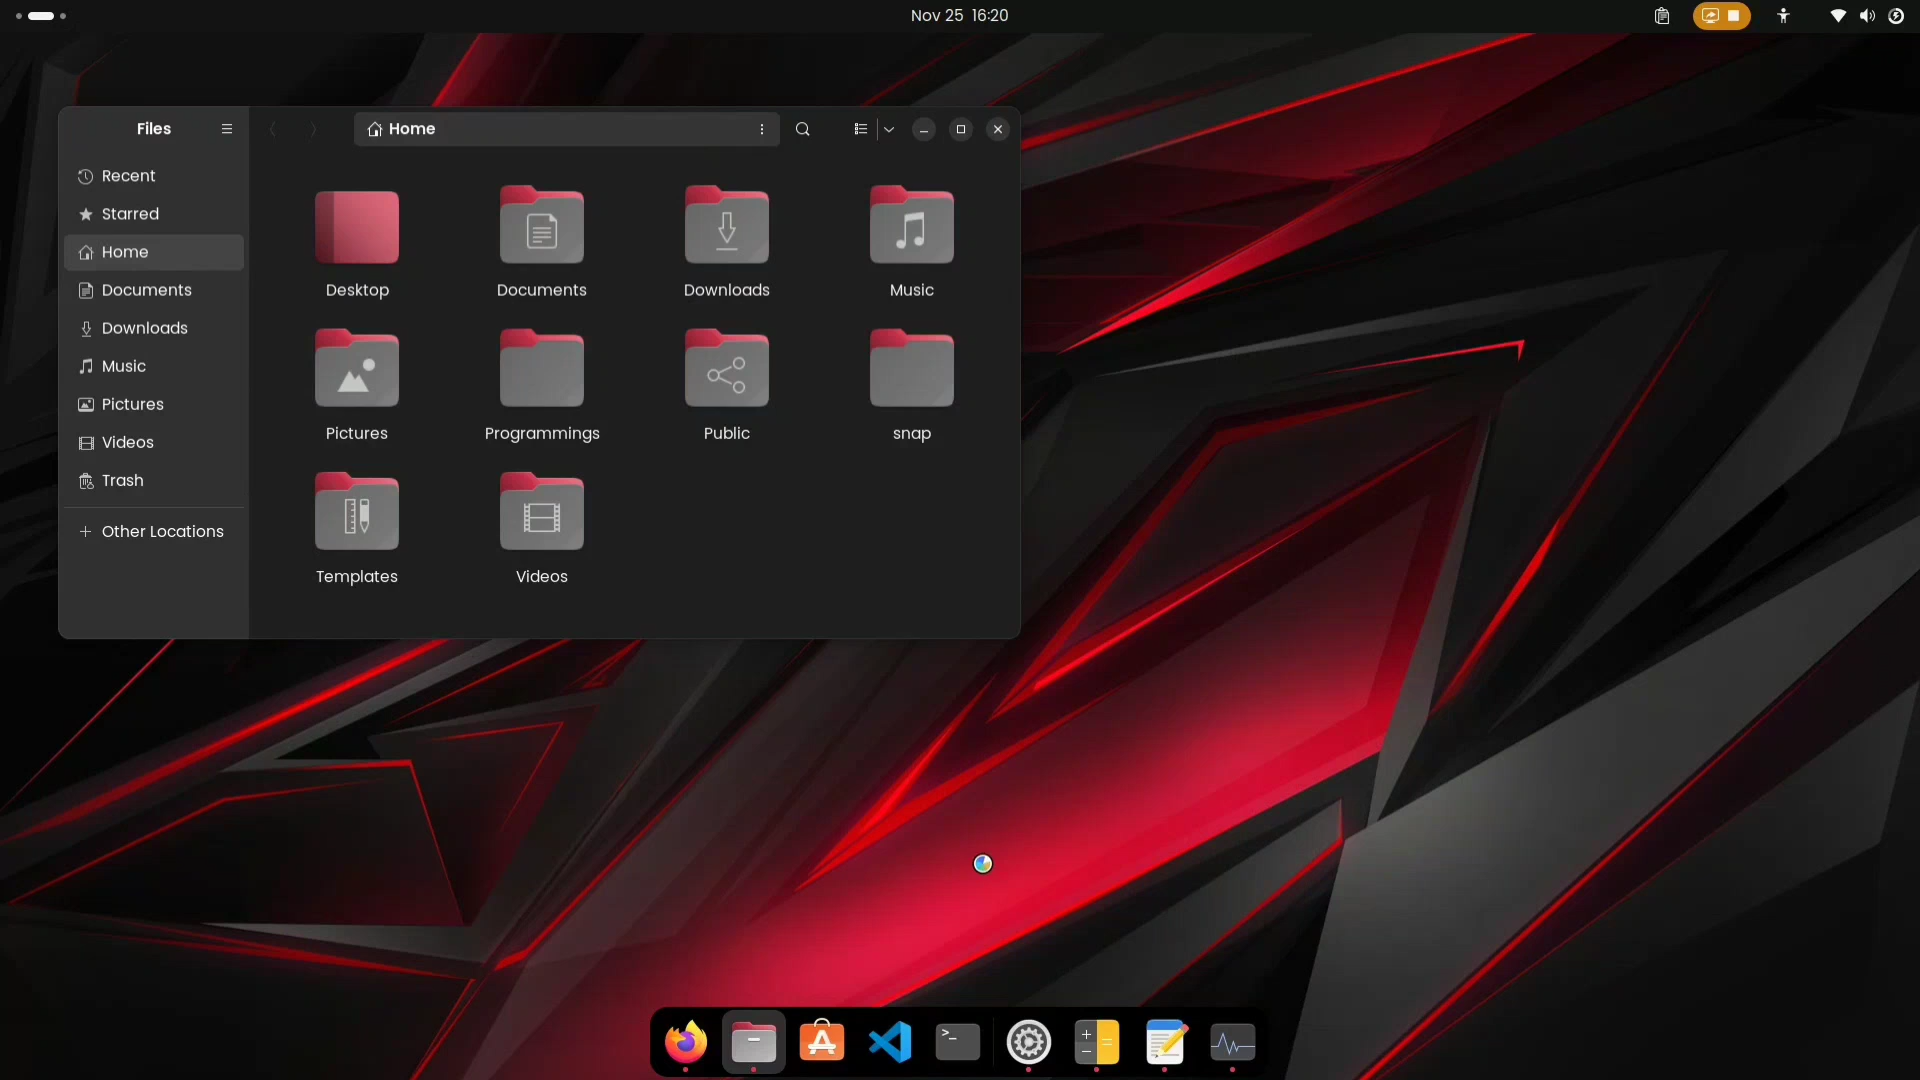 Nov 25 16:20
Files
Home
Recent
Starred
Home
Documents
Downloads
Music
Pictures
Videos
Trash
Other Locations
Desktop
Documents
Downloads
Music
Pictures
Programmings
Public
snap
Templates
Videos